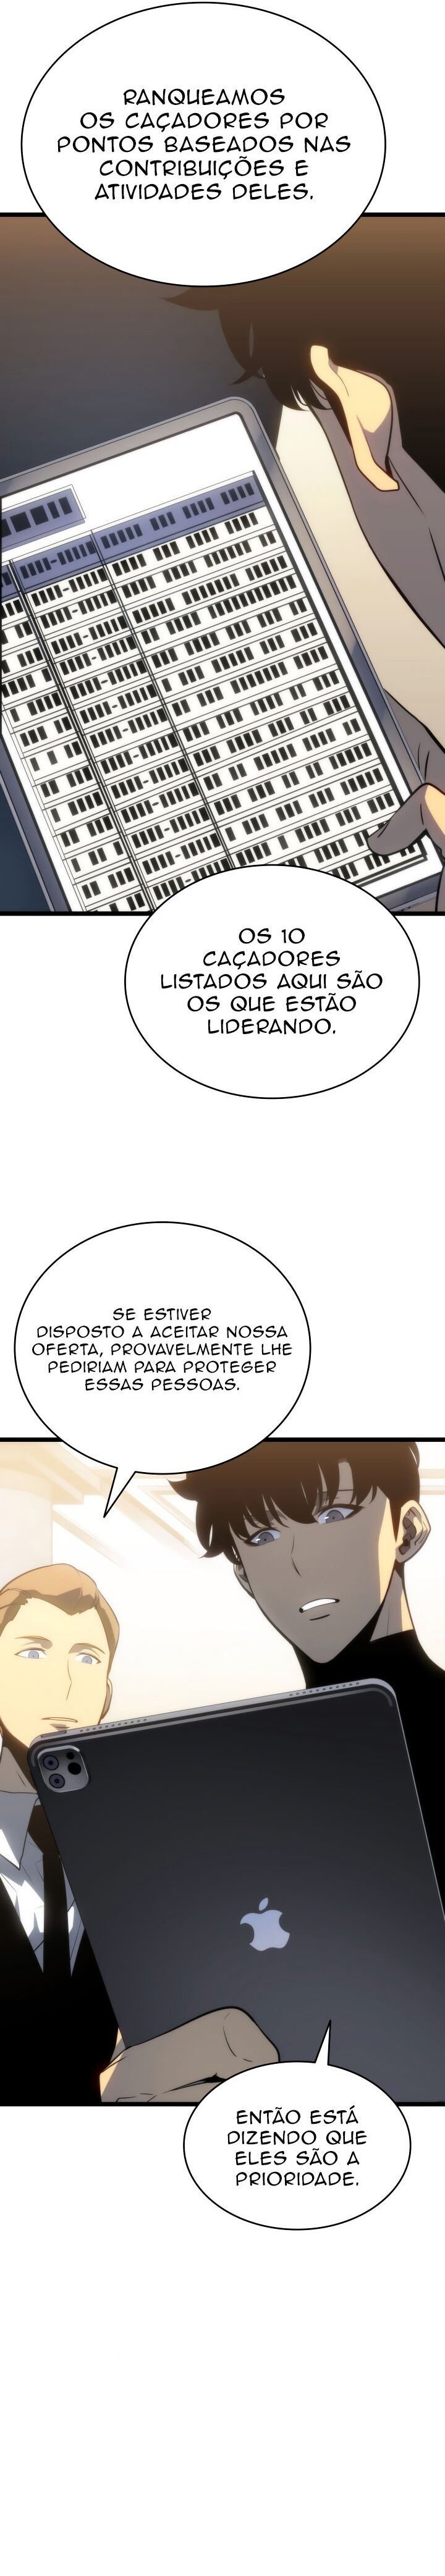 RANQUEAMOS
OS CAÇADORES POR
PONTOS BASEADOS NAS
CONTRIBUIÇÕES E
ATIVIDADES DELES.
OS 10
CAÇADORES
LISTADOS AQUI SÃO
OS QUE ESTÃO
LIDERANDO.
SE ESTIVER
DISPOSTO A ACEITAR NOSSA
OFERTA, PROVAVELMENTE LHE
PEDIRIAM PARA PROTEGER
ESSAS PESSOAS.
ENTÃO ESTÁ
DIZENDO QUE
ELES SÃO A
PRIORIDADE.